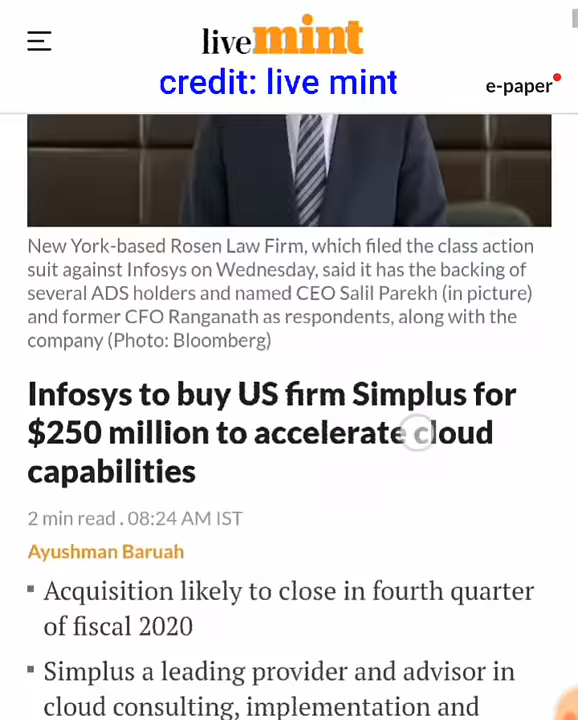 livemint
credit: live mint
e-paper
New York-based Rosen Law Firm, which filed the class action
suit against Infosys on Wednesday, said it has the backing of
several ADS holders and named CEO Salil Parekh (in picture)
and former CFO Ranganath as respondents, along with the
company (Photo: Bloomberg)
Infosys to buy US firm Simplus for
$250 million to accelerate cloud
capabilities
2 min read . 08:24 AM IST
Ayushman Baruah
▪ Acquisition likely to close in fourth quarter
of fiscal 2020
▪ Simplus a leading provider and advisor in
cloud consulting, implementation and